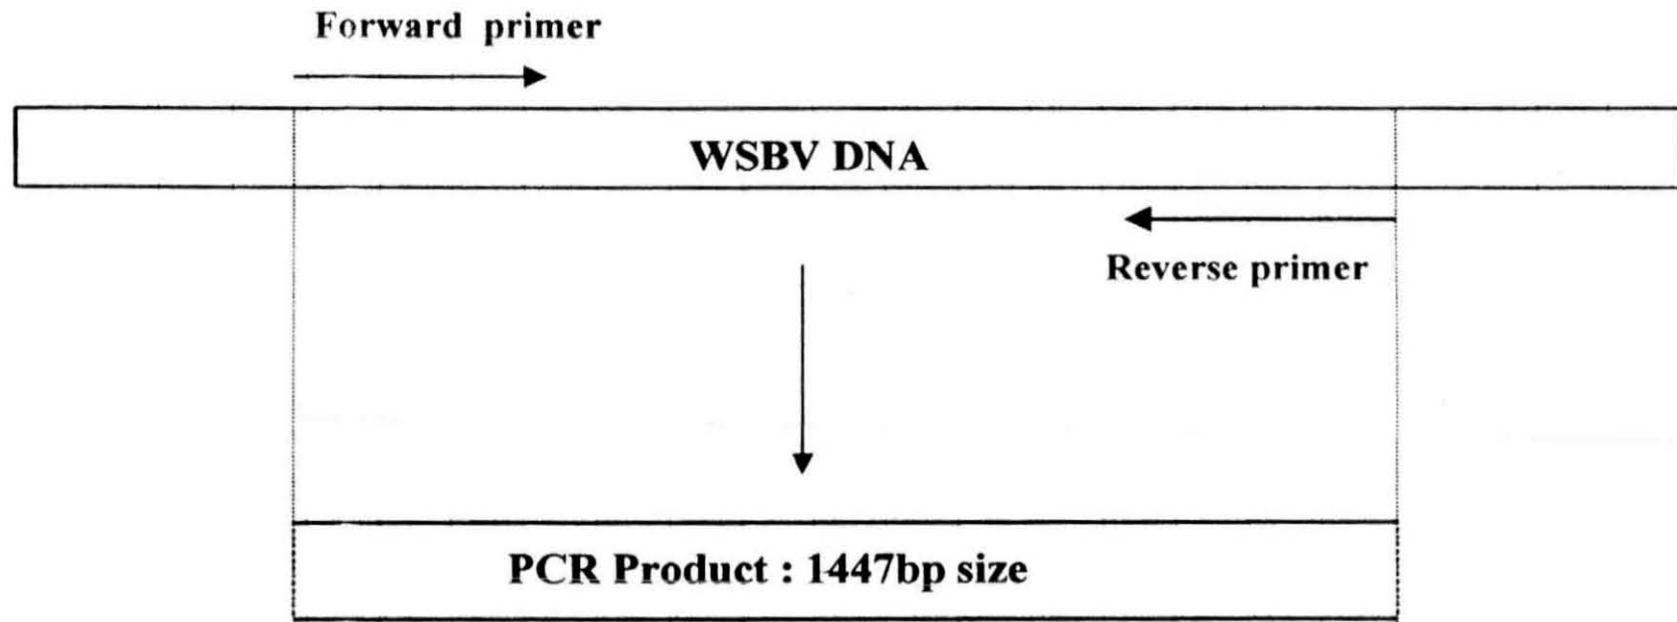 Forward primer
WSBV DNA
Reverse primer
PCR Product : 1447bp size